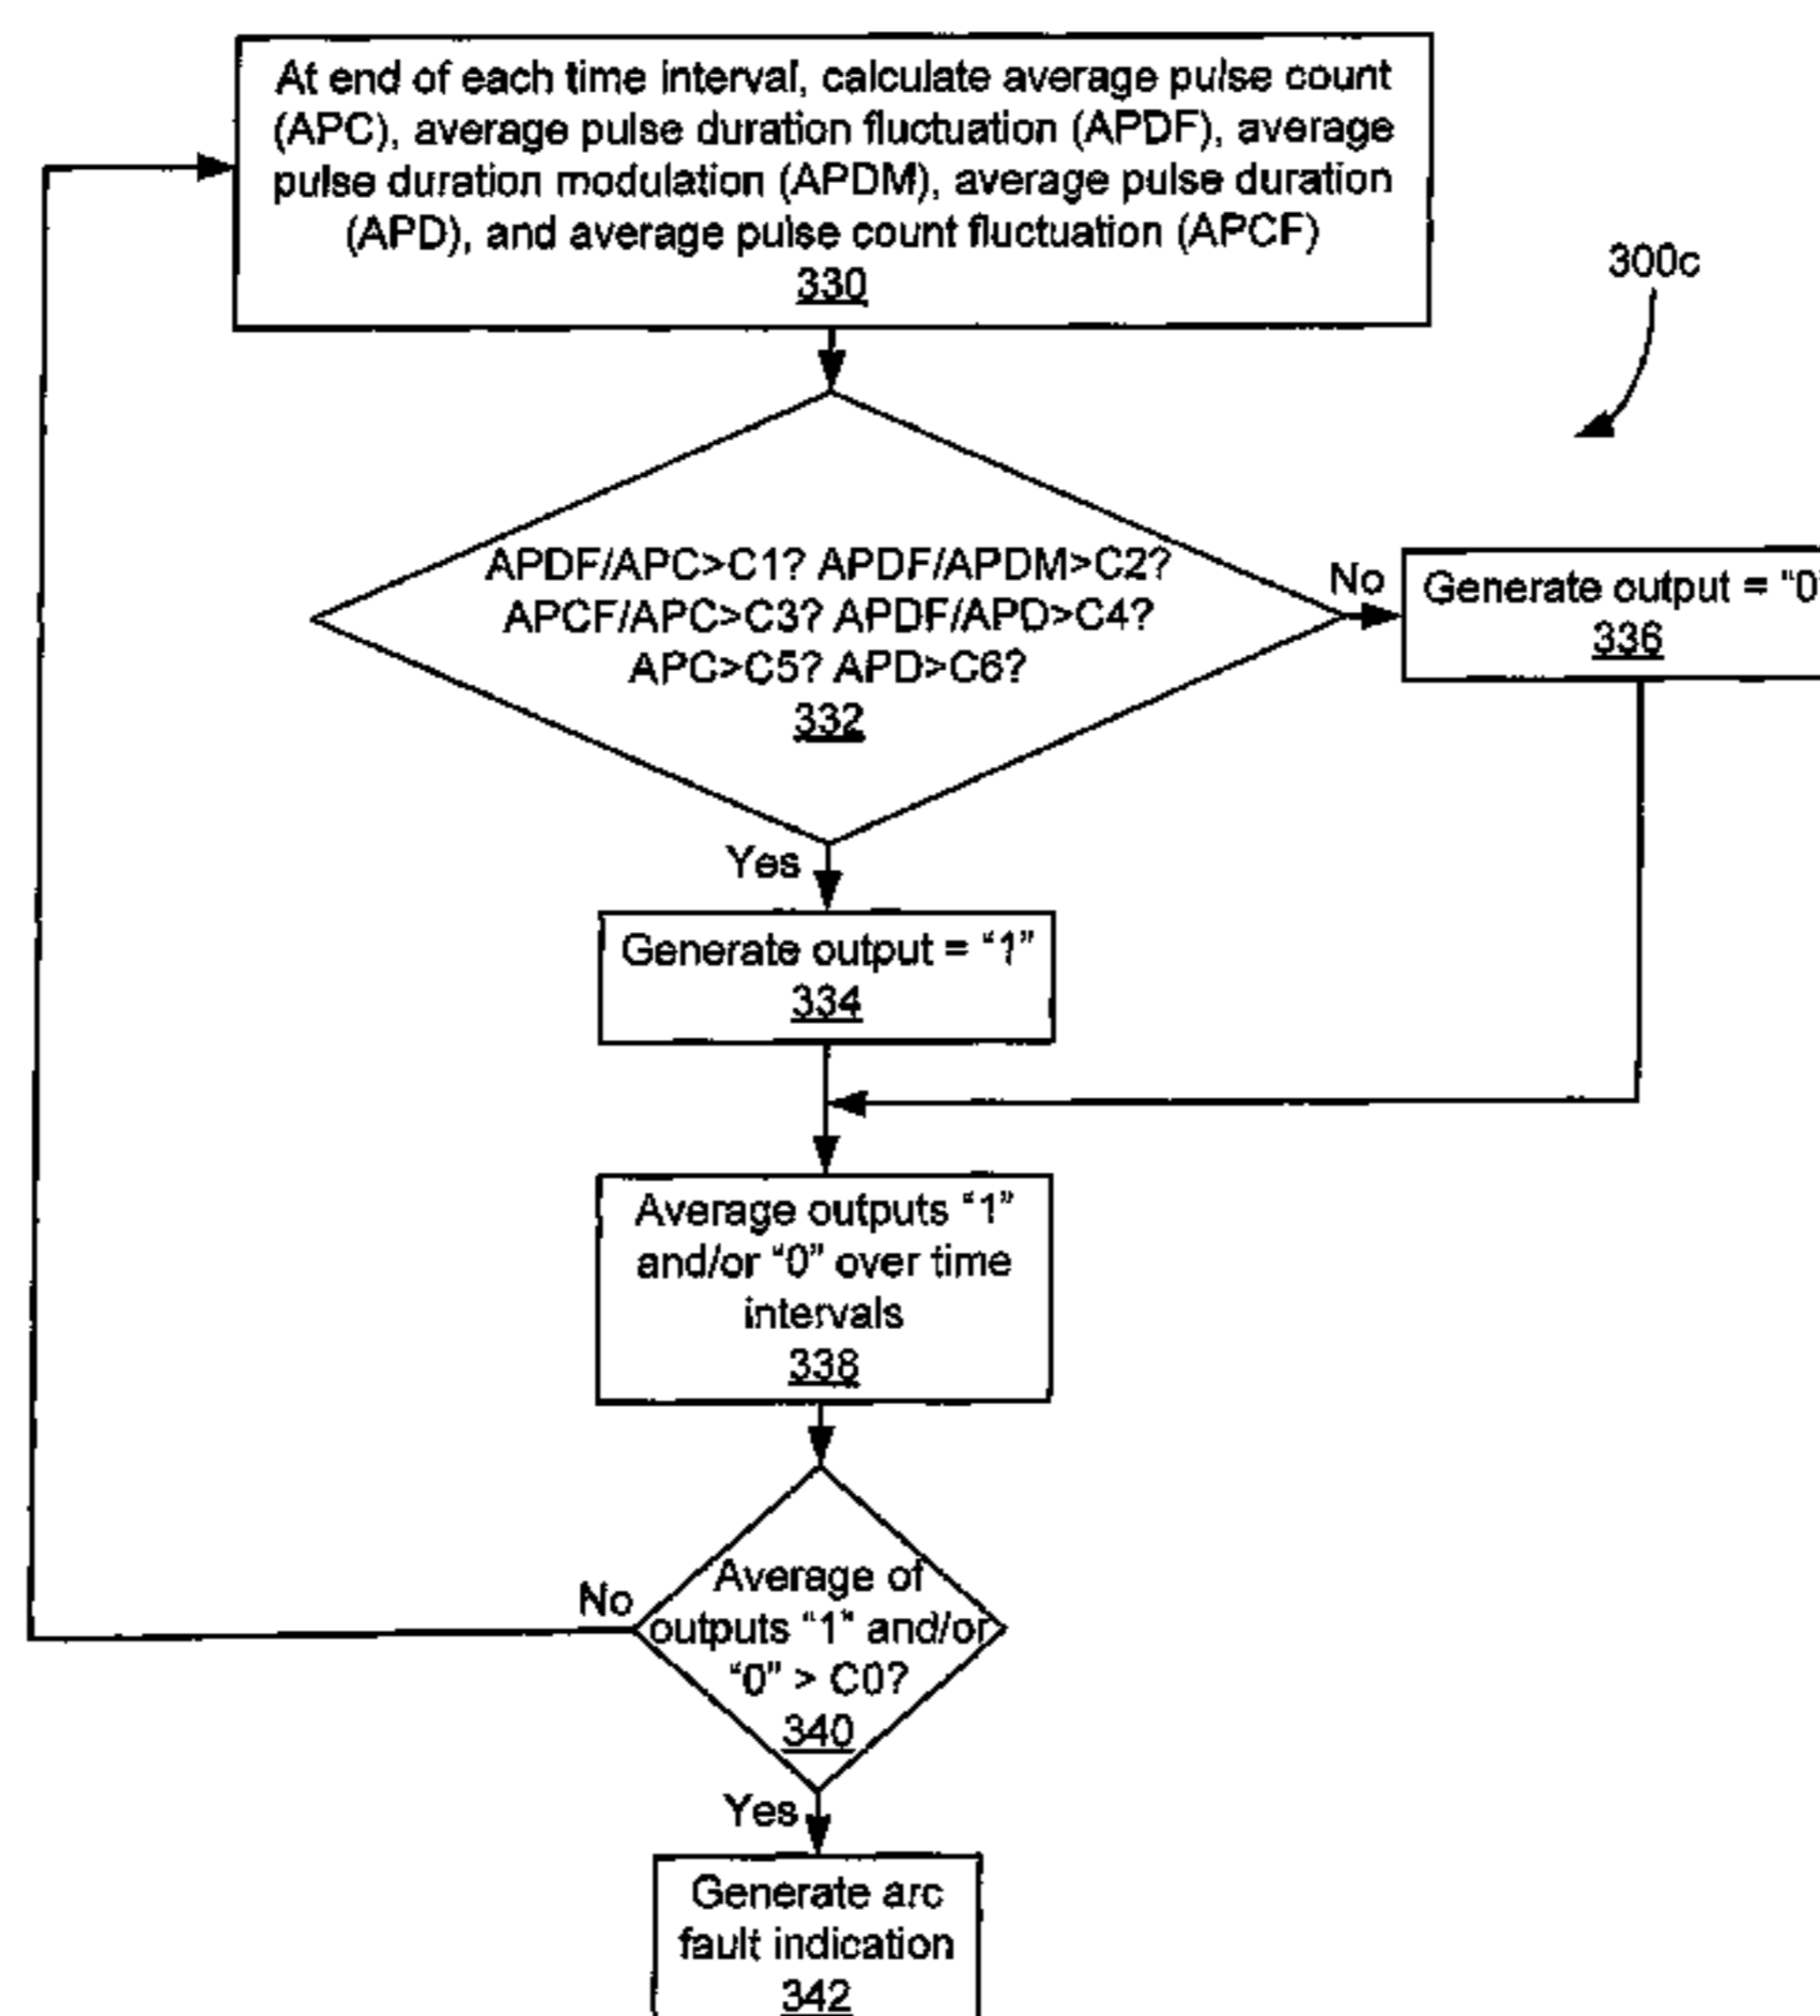 At end of each time interval, calculate average pulse count
(APC), average pulse duration fluctuation (APDF), average
pulse duration modulation (APDM), average pulse duration
(APD), and average pulse count fluctuation (APCF)
330
300c
APDF/APC>C1? APDF/APDM>C2?
APCF/APC>C3? APDF/APD>C4?
APC>C5? APD>C6?
332
No
Generate output = “0
336
Yes
Generate output = “1”
334
Average outputs “1”
and/or “0” over time
intervals
338
No
Average of
outputs “1” and/or
“0” > C0?
340
Yes
Generate arc
fault indication
342